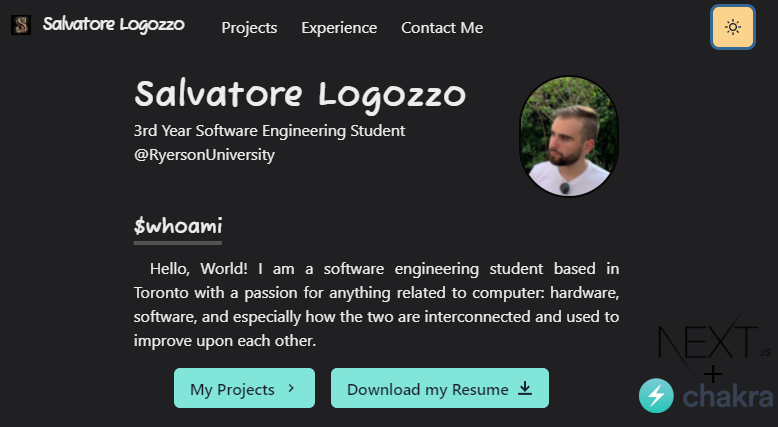 Salvatore Logozzo Projects Experience Contact Me
Salvatore Logozzo
3rd Year Software Engineering Student
@RyersonUniversity
$whoami
Hello, World! I am a software engineering student based in
Toronto with a passion for anything related to computer: hardware,
software, and especially how the two are interconnected and used to
improve upon each other.
My Projects > Download my Resume
NEXT.JS
+
chakra